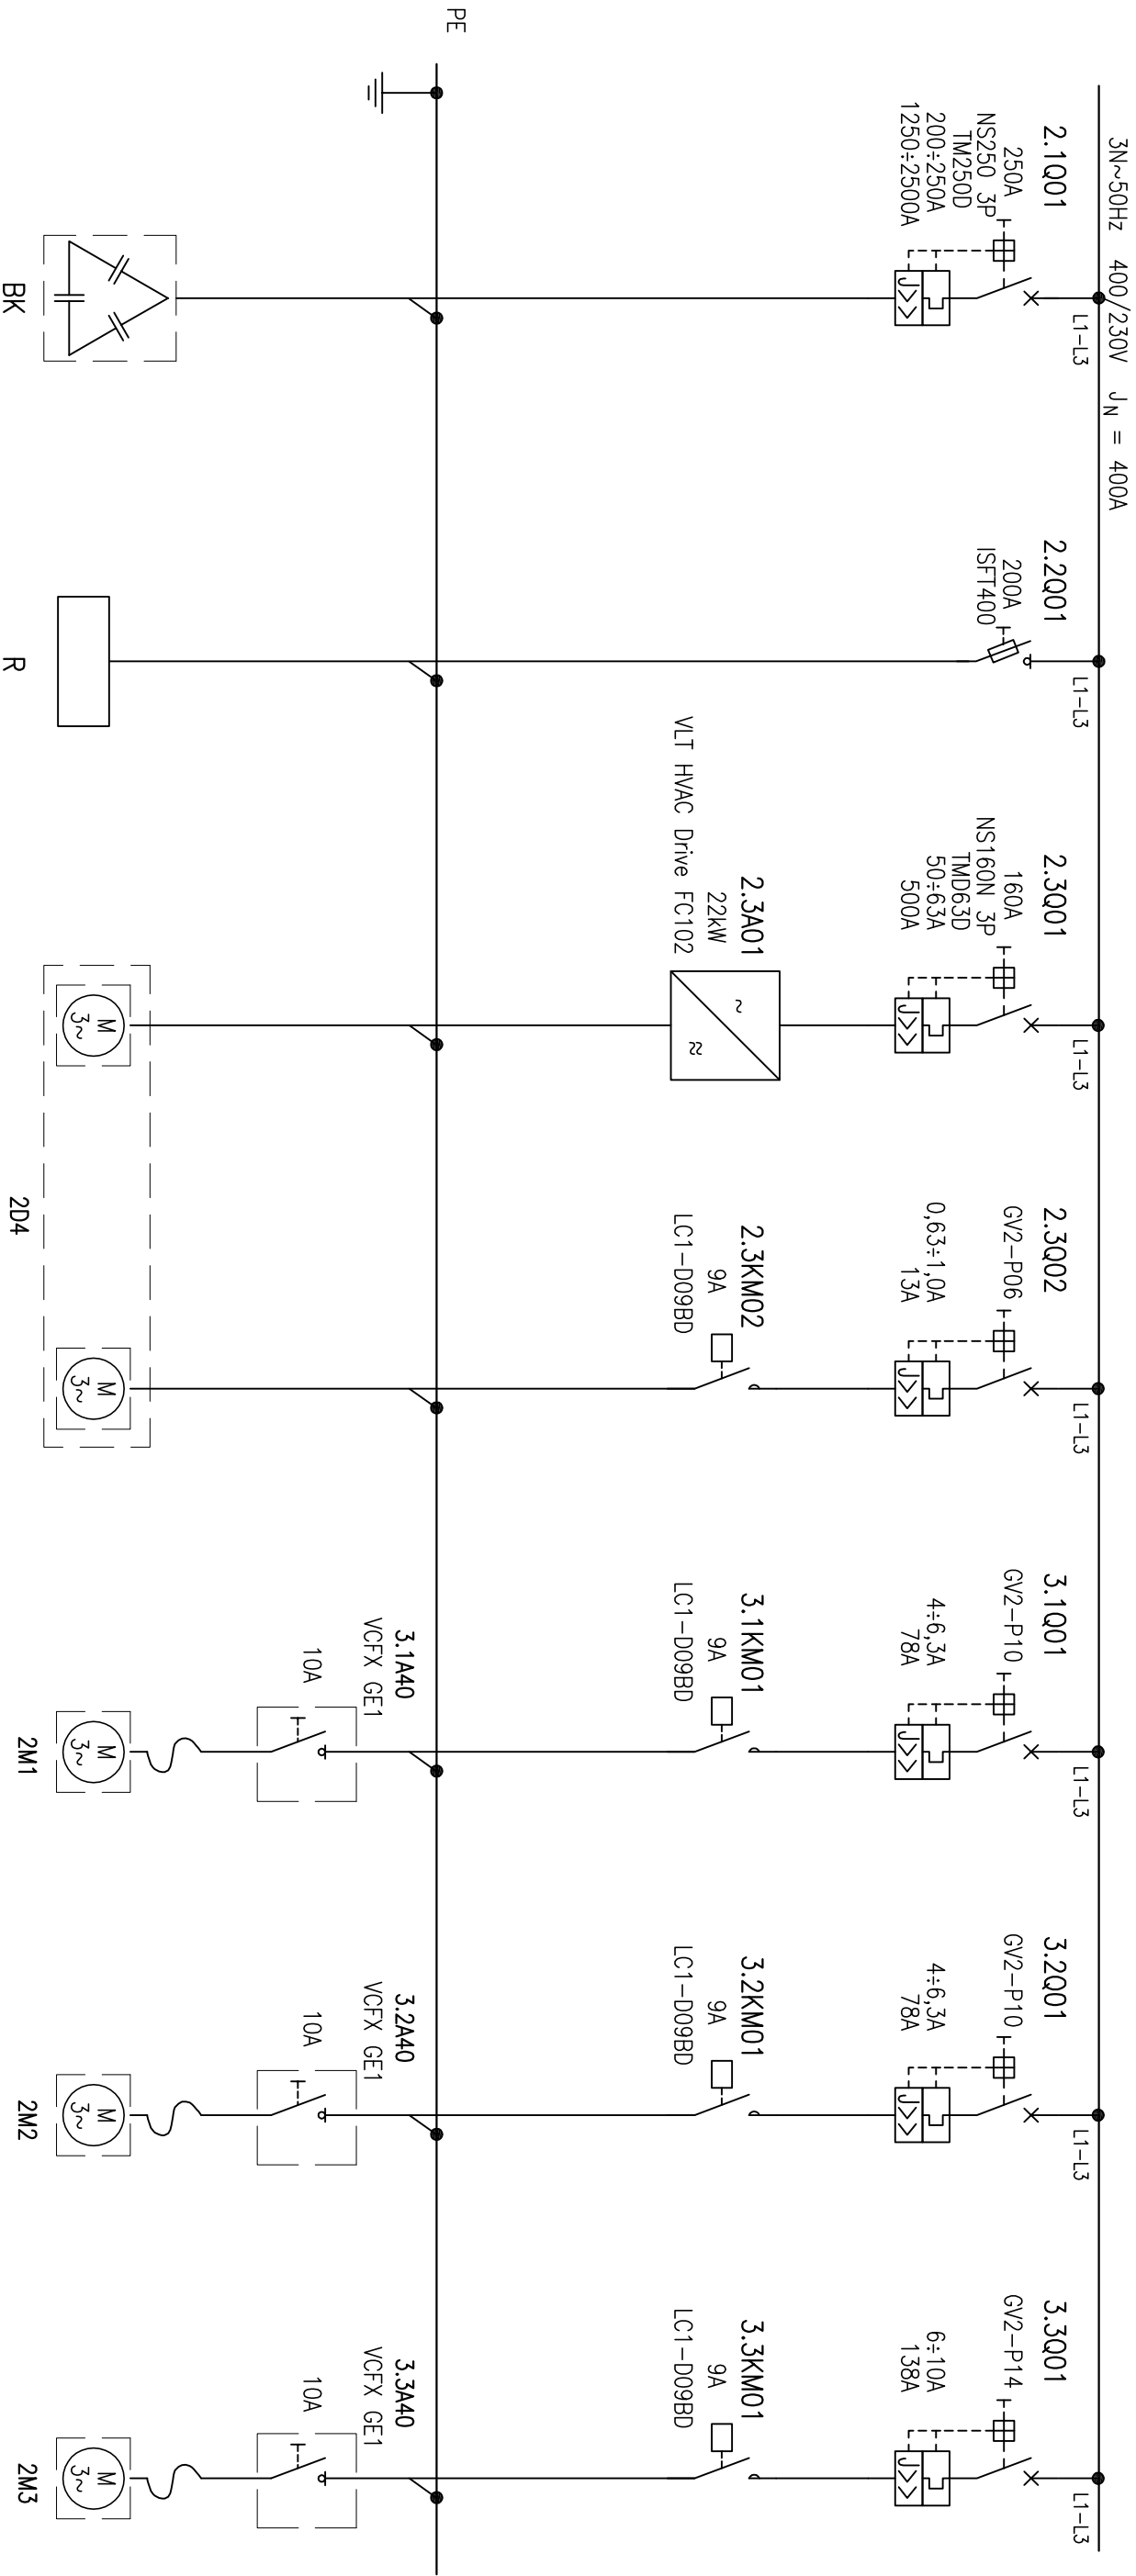 3N~50Hz 400/230V J_N = 400A
2.1Q01
250A
NS250 3P
TM250D
200÷250A
1250÷2500A
L1-L3
J>>
BK
2.2Q01
200A
ISFT400
L1-L3
R
2.3Q01
160A
NS160N 3P
TMD63D
50÷63A
500A
L1-L3
J>>
2.3A01
22kW
VLT HVAC Drive FC102
~
≈
M
3~
2.3Q02
GV2-P06
0,63÷1,0A
13A
L1-L3
J>>
2.3KM02
9A
LC1-D09BD
M
3~
2D4
3.1Q01
GV2-P10
4÷6,3A
78A
L1-L3
J>>
3.1KM01
9A
LC1-D09BD
3.1A40
VCFX GE1
10A
M
3~
2M1
3.2Q01
GV2-P10
4÷6,3A
78A
L1-L3
J>>
3.2KM01
9A
LC1-D09BD
3.2A40
VCFX GE1
10A
M
3~
2M2
3.3Q01
GV2-P14
6÷10A
138A
L1-L3
J>>
3.3KM01
9A
LC1-D09BD
3.3A40
VCFX GE1
10A
M
3~
2M3
PE